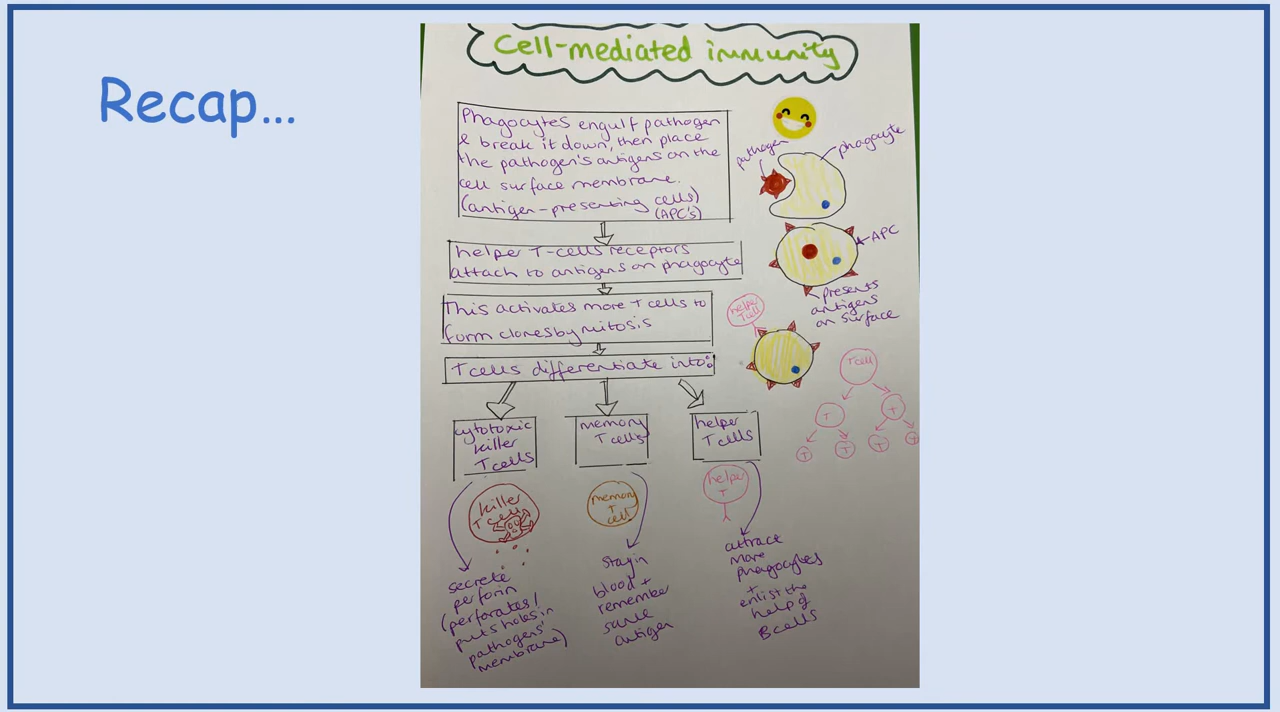 Recap...
Cell-mediated immunity
Phagocytes engulf pathogen
& break it down, then place
the pathogen's antigens on the
cell surface membrane.
(antigen-presenting cells)
(APC's)
pathogen
phagocyte
APC
presents
antigens
on surface
helper T-cells receptors
attach to antigens on phagocyte
This activates more T cells to
form clones by mitosis
helper
T cell
T cells differentiate into:
T cell
T
T
T
T
T
T
cytotoxic
killer
T cells
memory
T cells
helper
T cells
killer
T cell
memory
T
cell
helper
T
secrete
perforin
(perforates/
puts holes in
pathogens'
membrane)
stay in
blood +
remember
same
antigen
attract
more
phagocytes
+
enlist the
help of
B cells